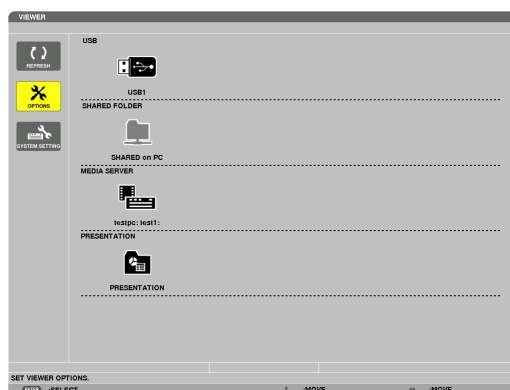 VIEWER
USB
REFRESH
USB1
OPTIONS
SHARED FOLDER
SYSTEM SETTING
SHARED on PC
MEDIA SERVER
testpc: test1:
PRESENTATION
PRESENTATION
SET VIEWER OPTIONS.
ENTER :SELECT :MOVE :MOVE